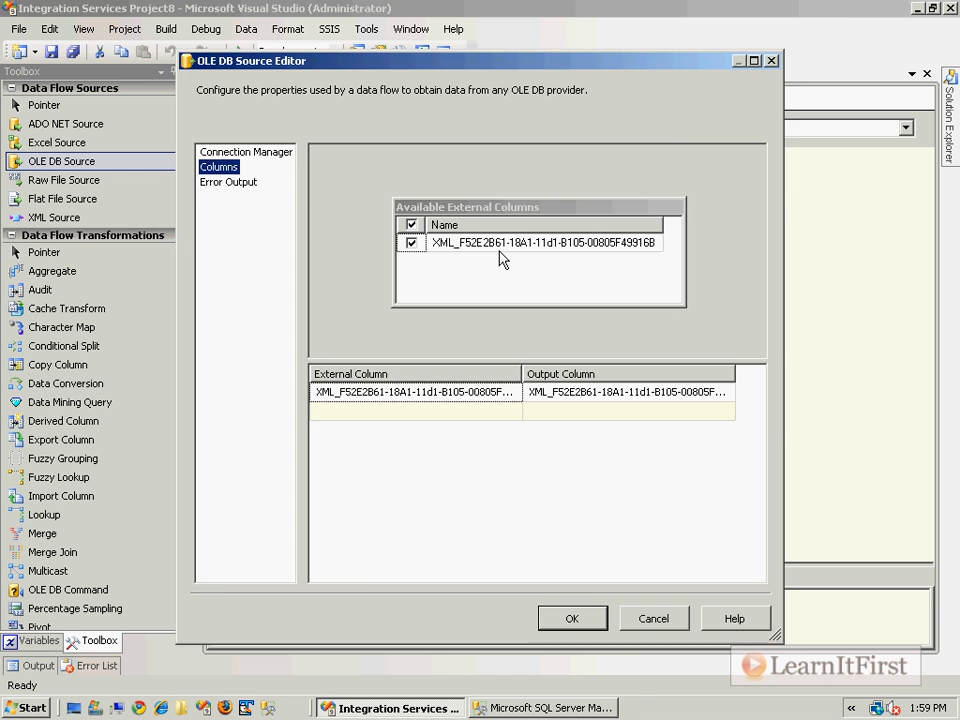 Integration Services Project8 - Microsoft Visual Studio (Administrator)
File Edit View Project Build Debug Data Format SSIS Tools Window Help
Toolbox
Data Flow Sources
Pointer
ADO NET Source
Excel Source
OLE DB Source
Raw File Source
Flat File Source
XML Source
Data Flow Transformations
Pointer
Aggregate
Audit
Cache Transform
Character Map
Conditional Split
Copy Column
Data Conversion
Data Mining Query
Derived Column
Export Column
Fuzzy Grouping
Fuzzy Lookup
Import Column
Lookup
Merge
Merge Join
Multicast
OLE DB Command
Percentage Sampling
Pivot
Variables Toolbox
Output Error List
Ready
OLE DB Source Editor
Configure the properties used by a data flow to obtain data from any OLE DB provider.
Connection Manager
Columns
Error Output
Available External Columns
Name
XML_F52E2B61-18A1-11d1-B105-00805F49916B
External Column Output Column
XML_F52E2B61-18A1-11d1-B105-00805F... XML_F52E2B61-18A1-11d1-B105-00805F...
OK Cancel Help
Solution Explorer
LearnItFirst
Start Integration Services ... Microsoft SQL Server Ma... « 1:59 PM